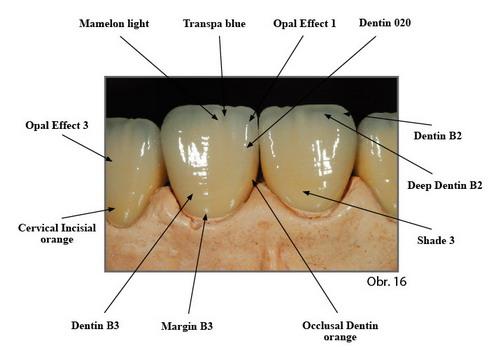 Mamelon light
Transpa blue
Opal Effect 1
Dentin 020
Opal Effect 3
Dentin B2
Deep Dentin B2
Cervical Incisial
orange
Shade 3
Obr. 16
Dentin B3
Margin B3
Occlusal Dentin
orange